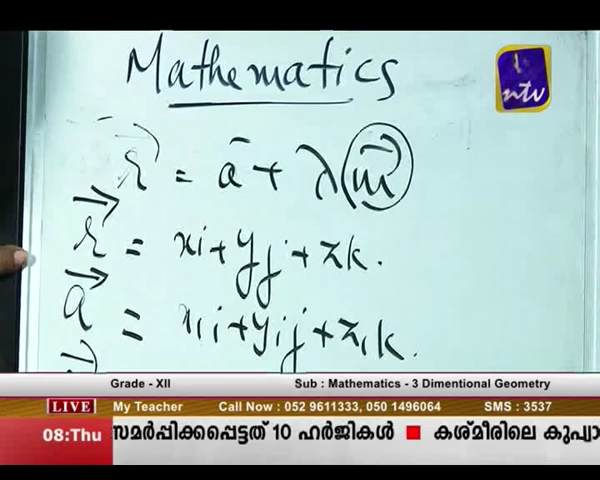 Mathematics
ntv
r⃗ = a̅ + λ(m⃗)
r⃗ = xi + yj + zk.
a⃗ = x₁i + y₁j + z₁k.
Grade - XII Sub : Mathematics - 3 Dimentional Geometry
LIVE My Teacher Call Now : 052 9611333, 050 1496064 SMS : 3537
08:Thu സമർപ്പിക്കപ്പെട്ടത് 10 ഹർജികൾ കശ്മീരിലെ